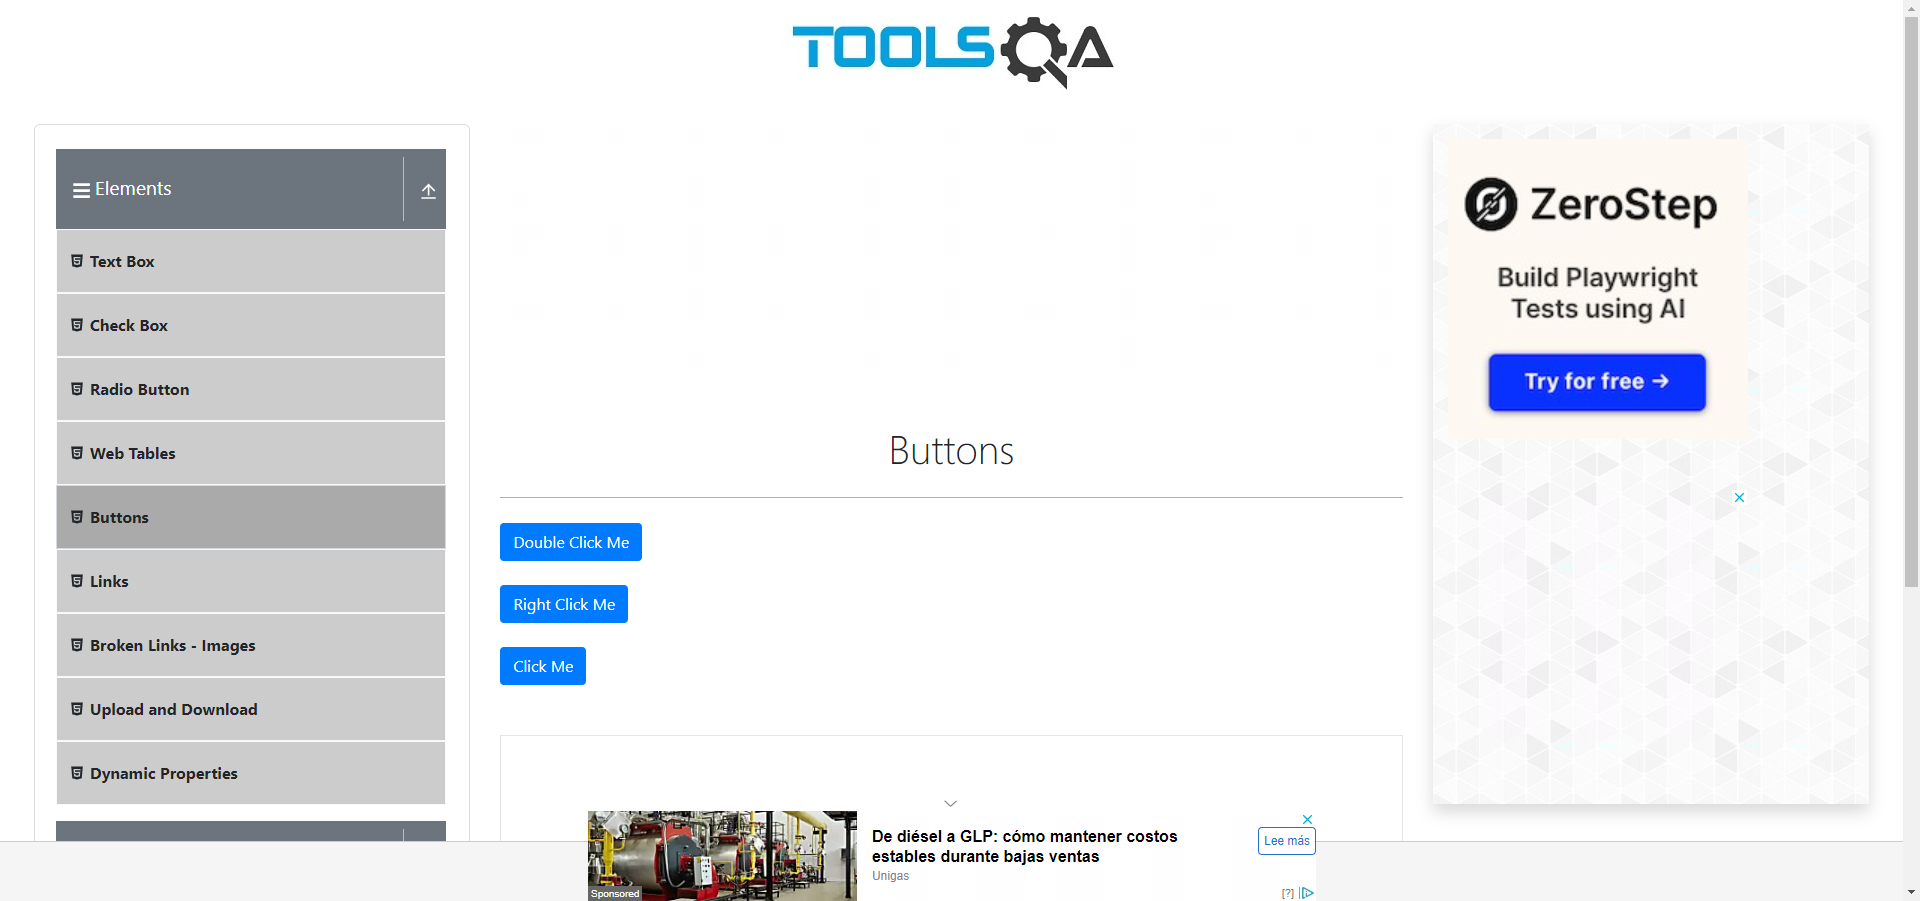 TOOLSQA
Elements
Text Box
Check Box
Radio Button
Web Tables
Buttons
Links
Broken Links - Images
Upload and Download
Dynamic Properties
Buttons
Double Click Me
Right Click Me
Click Me
ZeroStep
Build Playwright
Tests using AI
Try for free →
De diésel a GLP: cómo mantener costos
estables durante bajas ventas
Unigas
Lee más
Sponsored
[?]